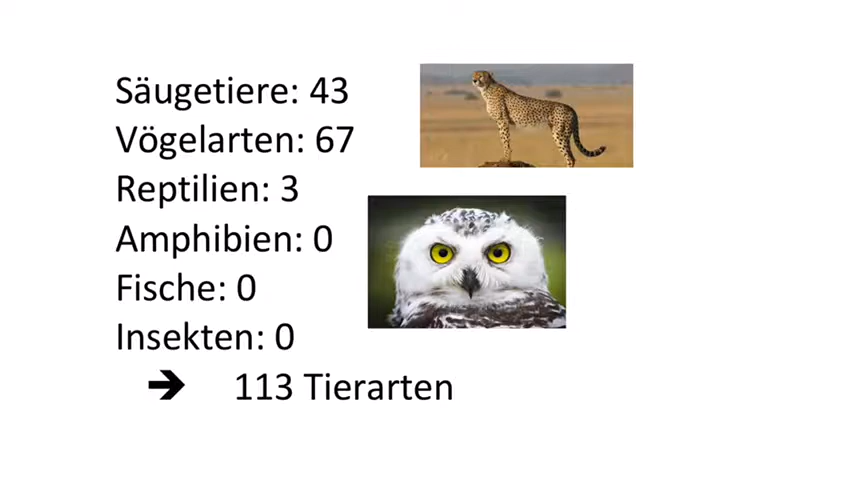 Säugetiere: 43
Vögelarten: 67
Reptilien: 3
Amphibien: 0
Fische: 0
Insekten: 0
➔ 113 Tierarten